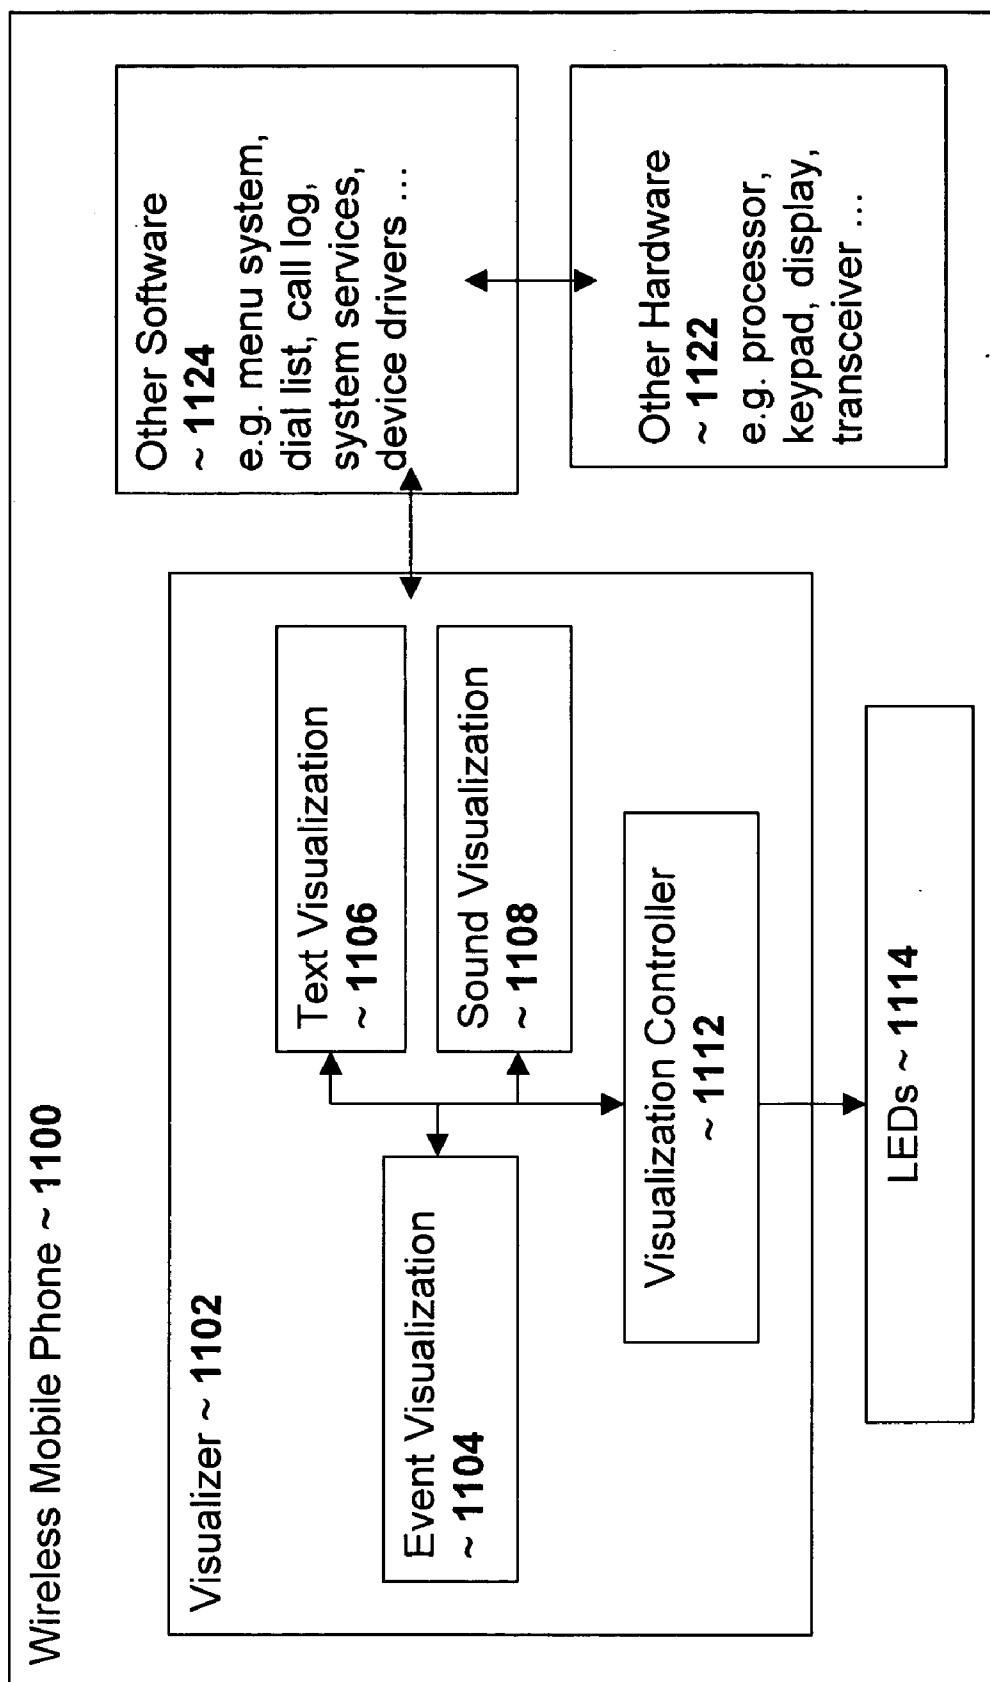 Wireless Mobile Phone ~ 1100
Visualizer ~ 1102
Event Visualization
~ 1104
Text Visualization
~ 1106
Sound Visualization
~ 1108
Visualization Controller
~ 1112
LEDs ~ 1114
Other Software
~ 1124
e.g. menu system,
dial list, call log,
system services,
device drivers ...
Other Hardware
~ 1122
e.g. processor,
keypad, display,
transceiver ...